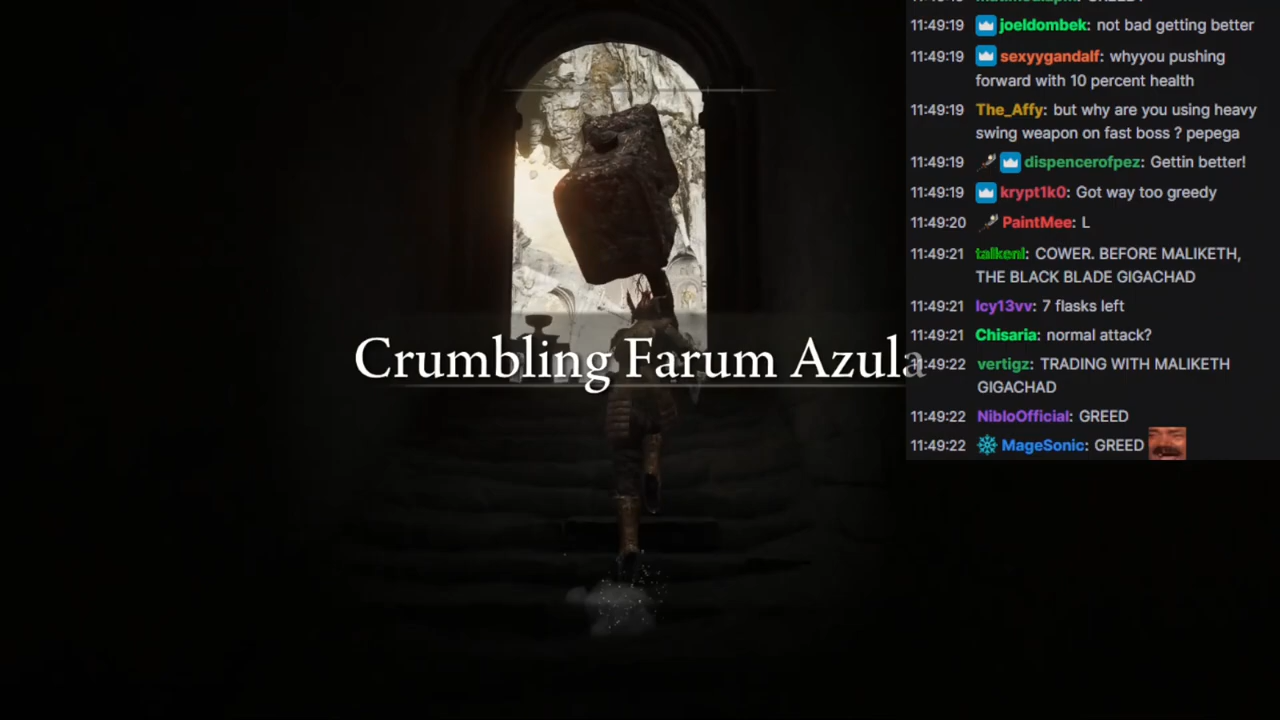 11:49:19 joeldombek: not bad getting better
11:49:19 sexyygandalf: whyyou pushing
forward with 10 percent health
11:49:19 The_Affy: but why are you using heavy
swing weapon on fast boss ? pepega
11:49:19 dispencerofpez: Gettin better!
11:49:19 krypt1k0: Got way too greedy
11:49:20 PaintMee: L
11:49:21 talkenl: COWER. BEFORE MALIKETH,
THE BLACK BLADE GIGACHAD
11:49:21 Icy13vv: 7 flasks left
11:49:21 Chisaria: normal attack?
Crumbling Farum Azula
11:49:22 vertigz: TRADING WITH MALIKETH
GIGACHAD
11:49:22 NibloOfficial: GREED
11:49:22 MageSonic: GREED